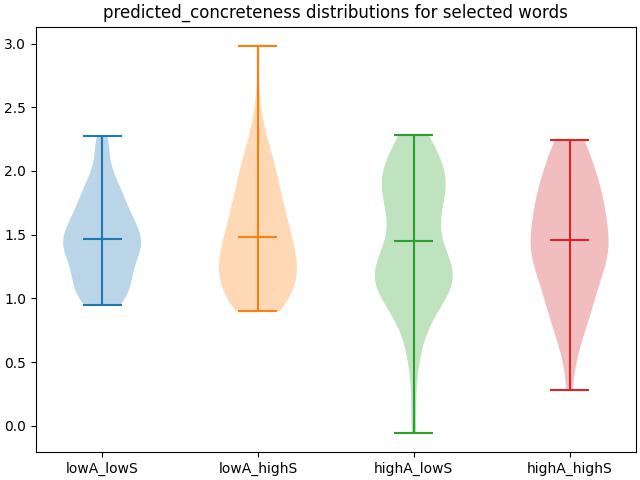 predicted_concreteness distributions for selected words
3.0
2.5
2.0
1.5
1.0
0.5
0.0
lowA_lowS
lowA_highS
highA_lowS
highA_highS